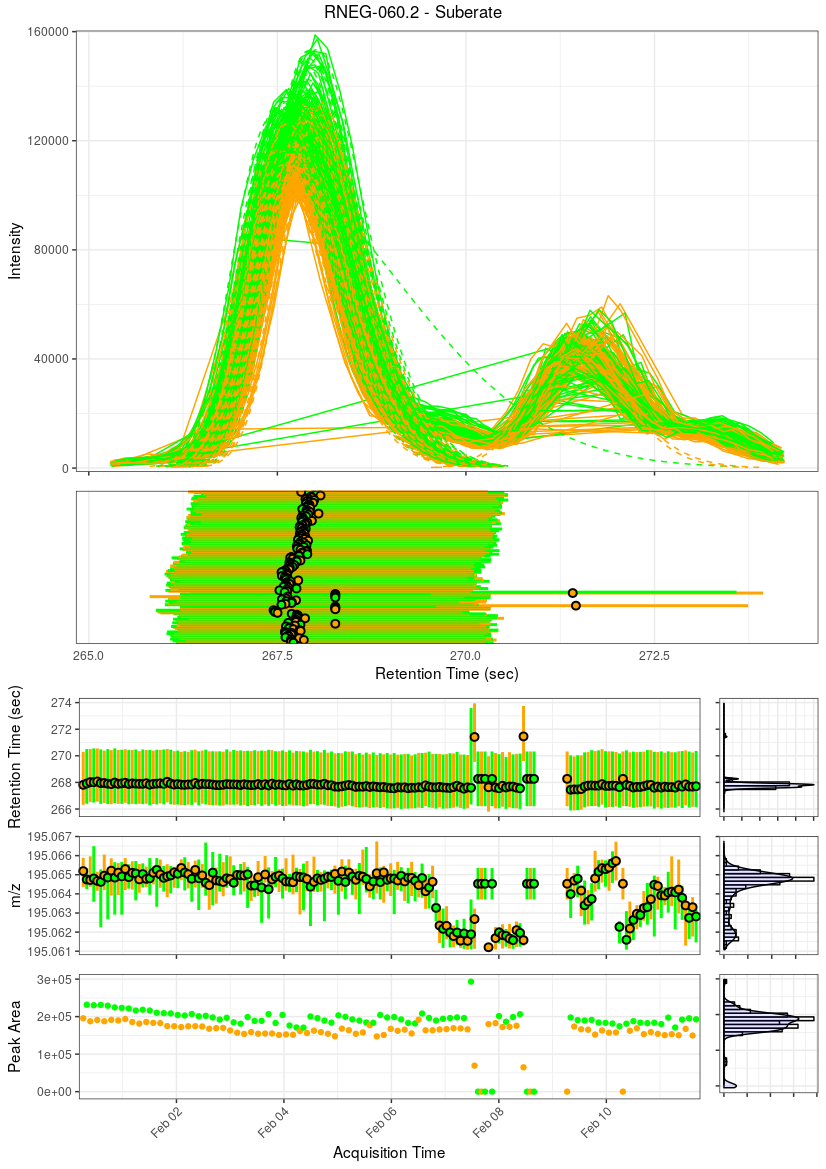 RNEG-060.2 - Suberate
160000
120000
80000
40000
0
Intensity
265.0 267.5 270.0 272.5
Retention Time (sec)
274
272
270
268
266
Retention Time (sec)
195.067
195.066
195.065
195.064
195.063
195.062
195.061
m/z
3e+05
2e+05
1e+05
0e+00
Peak Area
Feb 02 Feb 04 Feb 06 Feb 08 Feb 10
Acquisition Time